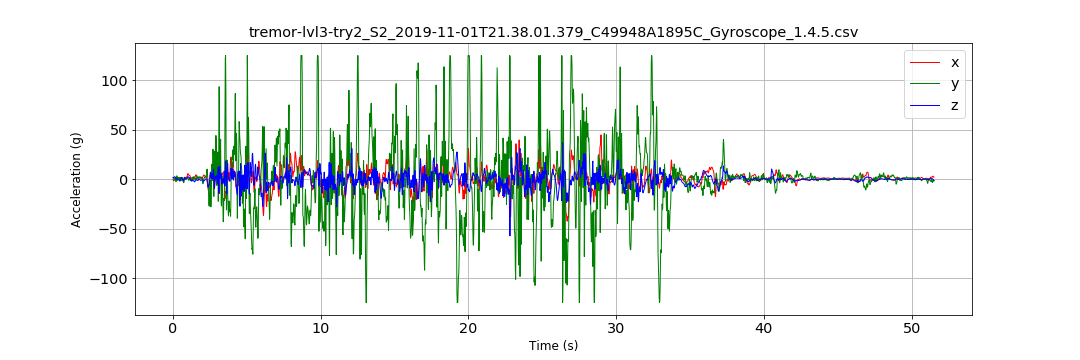 tremor-lvl3-try2_S2_2019-11-01T21.38.01.379_C49948A1895C_Gyroscope_1.4.5.csv
x
y
z
100
50
0
−50
−100
Acceleration (g)
0 10 20 30 40 50
Time (s)